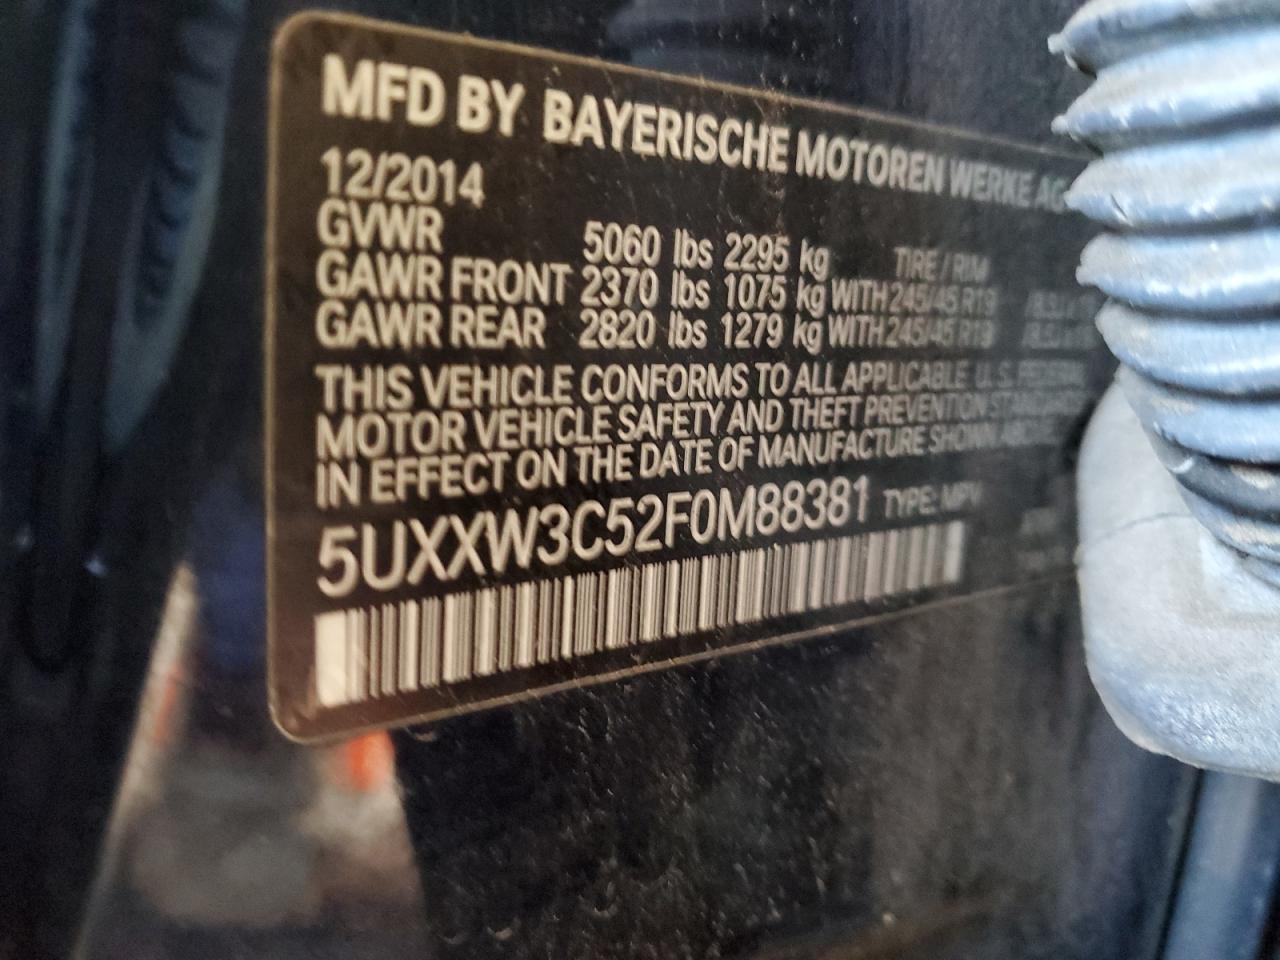 MFD BY BAYERISCHE MOTOREN WERKE AG
12/2014
GVWR 5060 lbs 2295 kg TIRE / RIM
GAWR FRONT 2370 lbs 1075 kg WITH 245/45 R19
GAWR REAR 2820 lbs 1279 kg WITH 245/45 R19
THIS VEHICLE CONFORMS TO ALL APPLICABLE U.S. FEDERAL
MOTOR VEHICLE SAFETY AND THEFT PREVENTION STANDARDS
IN EFFECT ON THE DATE OF MANUFACTURE SHOWN ABOVE
5UXXW3C52F0M88381 TYPE: MPV